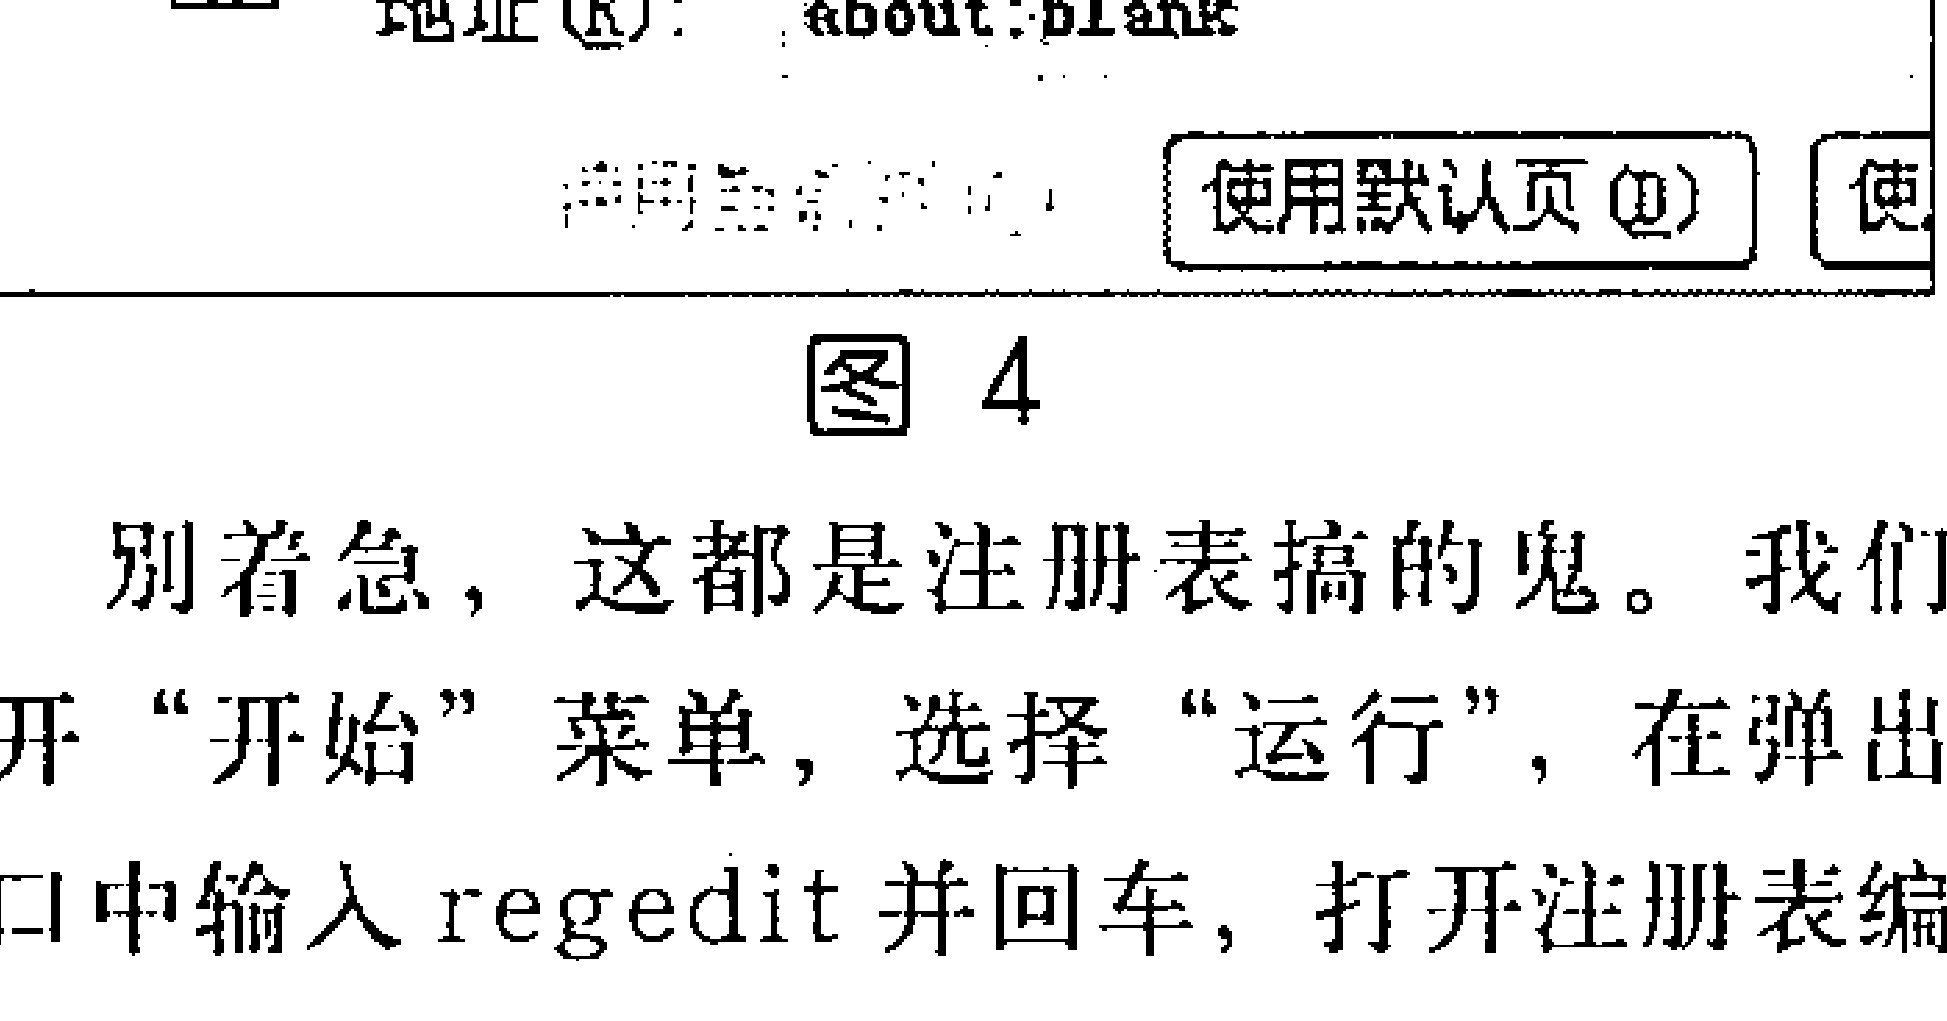 地址(R): about:blank
使用默认页(D) 使
图 4
别着急，这都是注册表搞的鬼。我们
开“开始”菜单，选择“运行”，在弹出
口中输入 regedit 并回车，打开注册表编